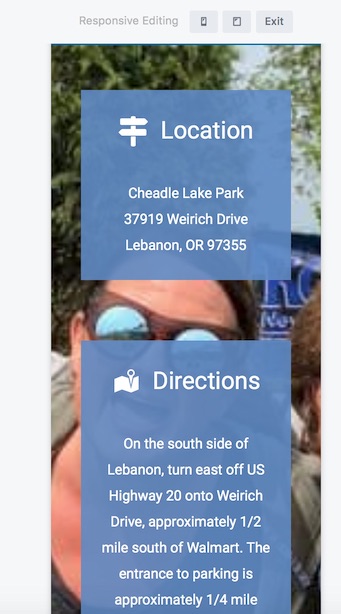 Responsive Editing
Exit
Location
Cheadle Lake Park
37919 Weirich Drive
Lebanon, OR 97355
Directions
On the south side of
Lebanon, turn east off US
Highway 20 onto Weirich
Drive, approximately 1/2
mile south of Walmart. The
entrance to parking is
approximately 1/4 mile